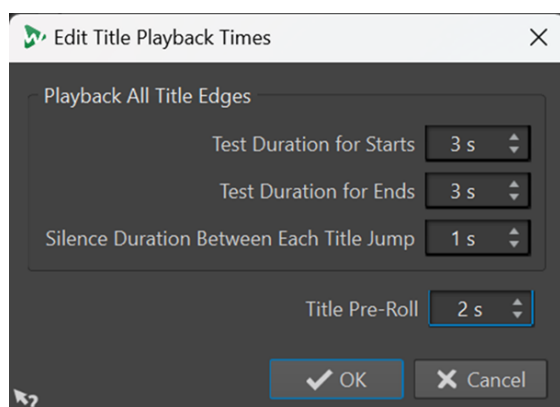 Edit Title Playback Times
Playback All Title Edges
Test Duration for Starts 3 s
Test Duration for Ends 3 s
Silence Duration Between Each Title Jump 1 s
Title Pre-Roll 2 s
OK Cancel